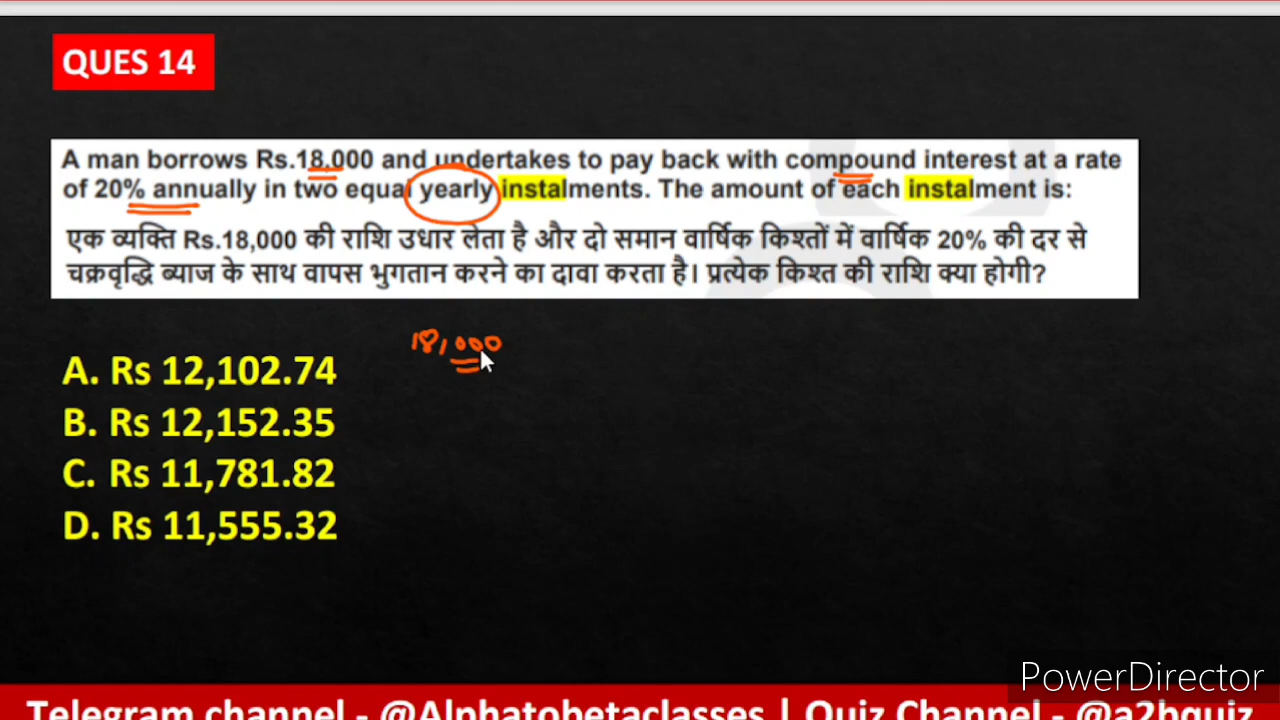 QUES 14
A man borrows Rs.18,000 and undertakes to pay back with compound interest at a rate
of 20% annually in two equal yearly instalments. The amount of each instalment is:
एक व्यक्ति Rs.18,000 की राशि उधार लेता है और दो समान वार्षिक किश्तों में वार्षिक 20% की दर से
चक्रवृद्धि ब्याज के साथ वापस भुगतान करने का दावा करता है। प्रत्येक किश्त की राशि क्या होगी?
18,000
A. Rs 12,102.74
B. Rs 12,152.35
C. Rs 11,781.82
D. Rs 11,555.32
PowerDirector
Telegram channel - @Alphatobetaclasses | Quiz Channel - @a2bquiz